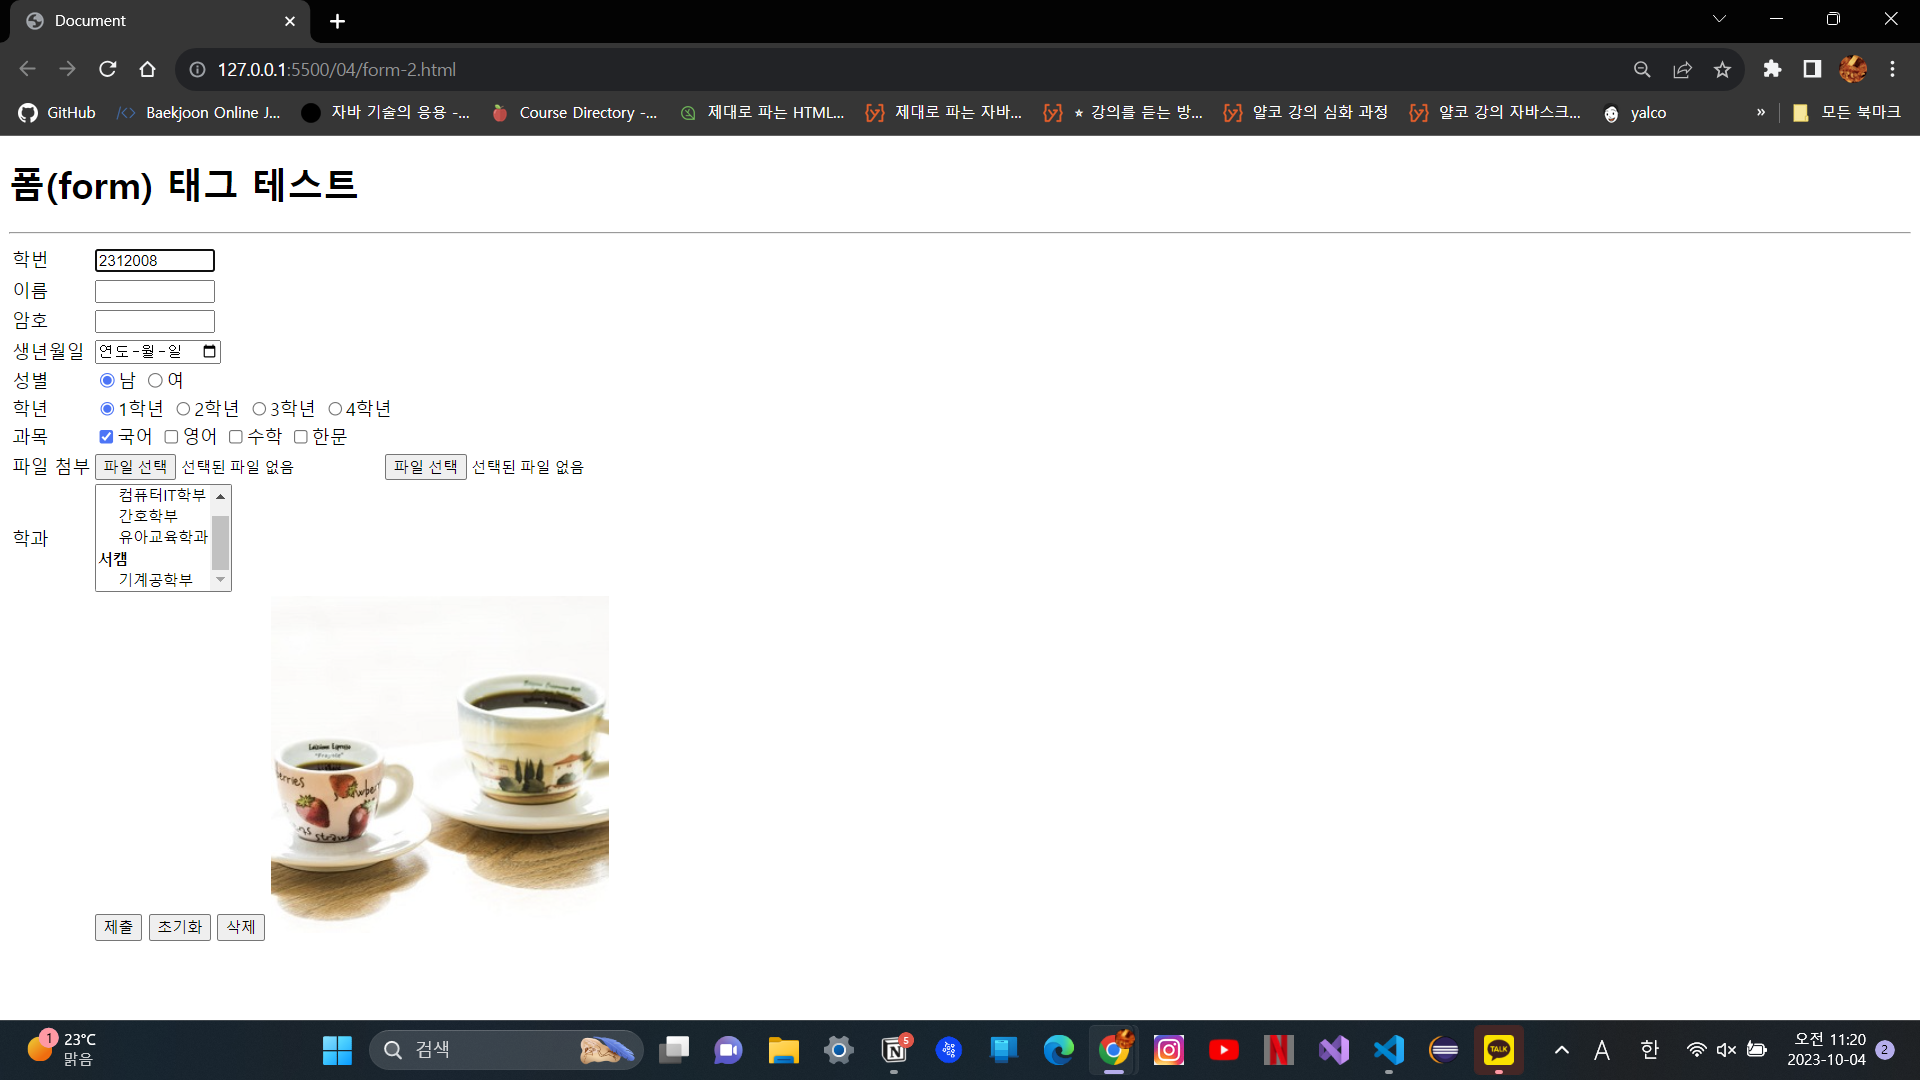 Document
127.0.0.1:5500/04/form-2.html
GitHub
Baekjoon Online J...
자바 기술의 응용 -...
Course Directory -...
제대로 파는 HTML...
제대로 파는 자바...
★ 강의를 듣는 방...
얄코 강의 심화 과정
얄코 강의 자바스크...
yalco
»
모든 북마크
폼(form) 태그 테스트
학번 2312008
이름
암호
생년월일 연도-월-일
성별 남 여
학년 1학년 2학년 3학년 4학년
과목 국어 영어 수학 한문
파일 첨부 파일 선택 선택된 파일 없음 파일 선택 선택된 파일 없음
컴퓨터IT학부
간호학부
유아교육학과
학과
서캠
기계공학부
제출 초기화 삭제
1
23°C
맑음
검색
5
TALK
A
한
오전 11:20
2023-10-04
2